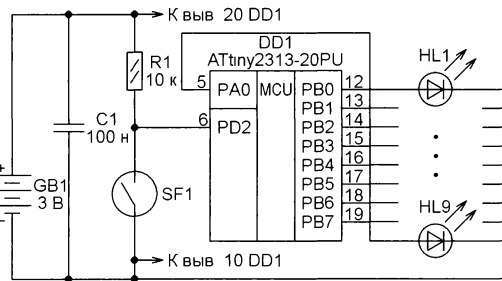 К выв 20 DD1
DD1
ATtiny2313-20PU
R1
10 к
5
PA0
MCU
PB0
12
HL1
PB1
13
C1
100 н
6
PD2
PB2
14
PB3
15
PB4
16
GB1
3 В
SF1
PB5
17
PB6
18
HL9
PB7
19
К выв 10 DD1
+